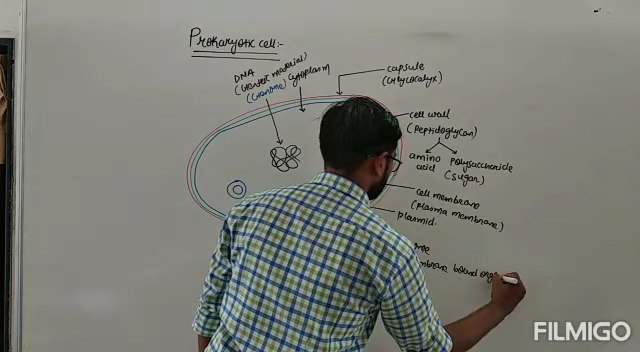 Prokaryotic cell:-
DNA
(Genetic material)
(Genome)
cytoplasm
capsule
(Glycocalyx)
cell wall
(Peptidoglycan)
amino
acid
polysaccharide
(sugar)
cell membrane
(plasma membrane)
plasmid.
mbrane bound org
FILMIGO